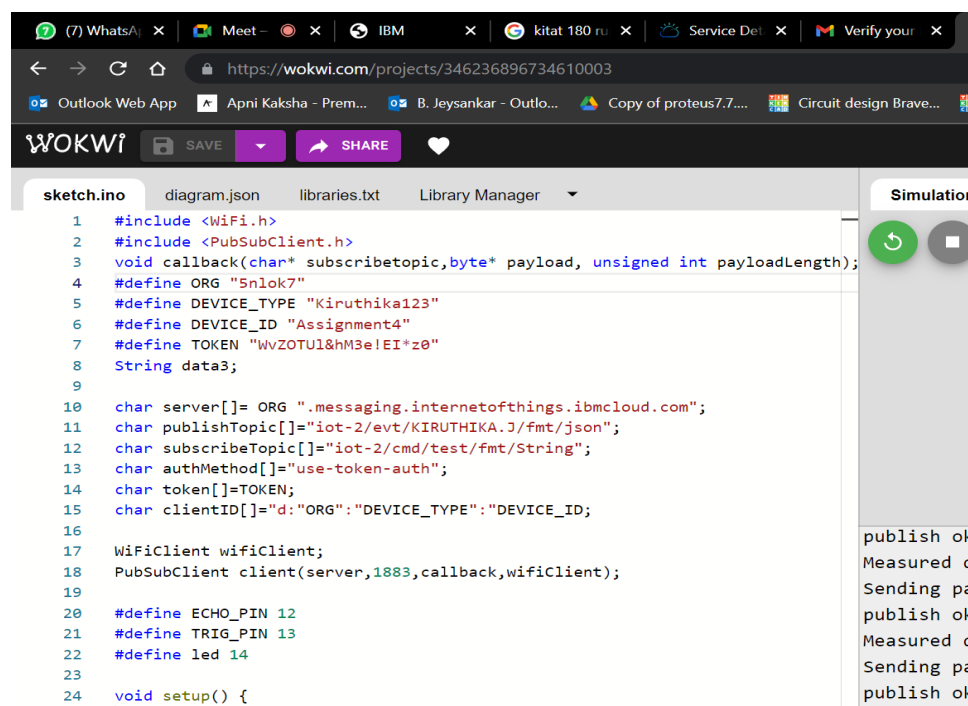 (7) WhatsA
Meet –
IBM
kitat 180 ru
Service Det
Verify your
https://wokwi.com/projects/346236896734610003
Outlook Web App
Apni Kaksha - Prem...
B. Jeysankar - Outlo...
Copy of proteus7.7....
Circuit design Brave...
WOKWI
SAVE
SHARE
sketch.ino diagram.json libraries.txt Library Manager
Simulation
1 #include <WiFi.h>
2 #include <PubSubClient.h>
3 void callback(char* subscribetopic,byte* payload, unsigned int payloadLength);
4 #define ORG "5nlok7"
5 #define DEVICE_TYPE "Kiruthika123"
6 #define DEVICE_ID "Assignment4"
7 #define TOKEN "WvZOTUl&hM3e!EI*z0"
8 String data3;
9
10 char server[]= ORG ".messaging.internetofthings.ibmcloud.com";
11 char publishTopic[]="iot-2/evt/KIRUTHIKA.J/fmt/json";
12 char subscribeTopic[]="iot-2/cmd/test/fmt/String";
13 char authMethod[]="use-token-auth";
14 char token[]=TOKEN;
15 char clientID[]="d:"ORG":"DEVICE_TYPE":"DEVICE_ID;
16
17 WiFiClient wifiClient;
18 PubSubClient client(server,1883,callback,wifiClient);
19
20 #define ECHO_PIN 12
21 #define TRIG_PIN 13
22 #define led 14
23
24 void setup() {
publish ok
Measured
Sending pa
publish ok
Measured
Sending pa
publish ok